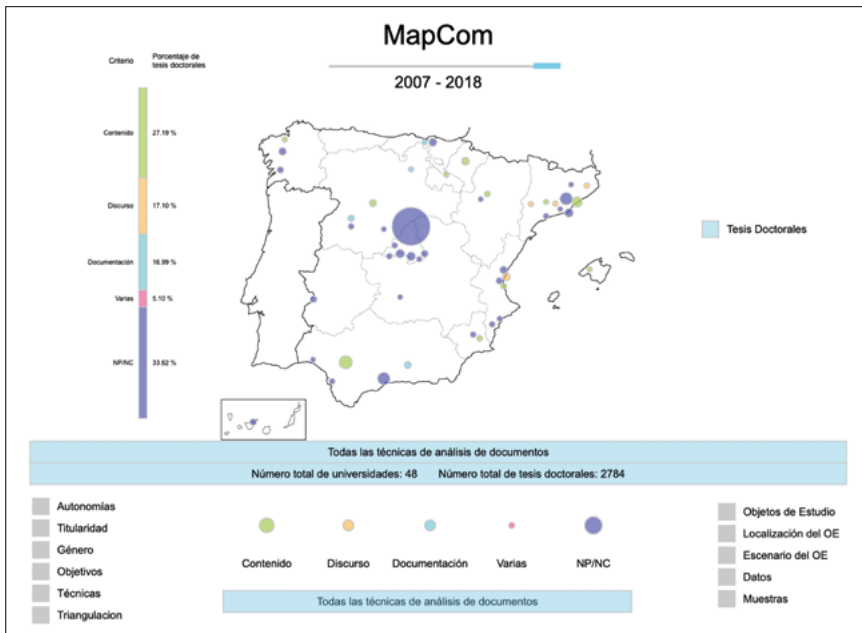 MapCom
2007 - 2018
Criterio
Porcentaje de
tesis doctorales
Contenido
27.19 %
Discurso
17.10 %
Documentación
16.99 %
Varias
5.10 %
NP/NC
33.62 %
Tesis Doctorales
Todas las técnicas de análisis de documentos
Número total de universidades: 48 Número total de tesis doctorales: 2784
Autonomías
Titularidad
Género
Objetivos
Técnicas
Triangulacion
Contenido Discurso Documentación Varias NP/NC
Todas las técnicas de análisis de documentos
Objetos de Estudio
Localización del OE
Escenario del OE
Datos
Muestras